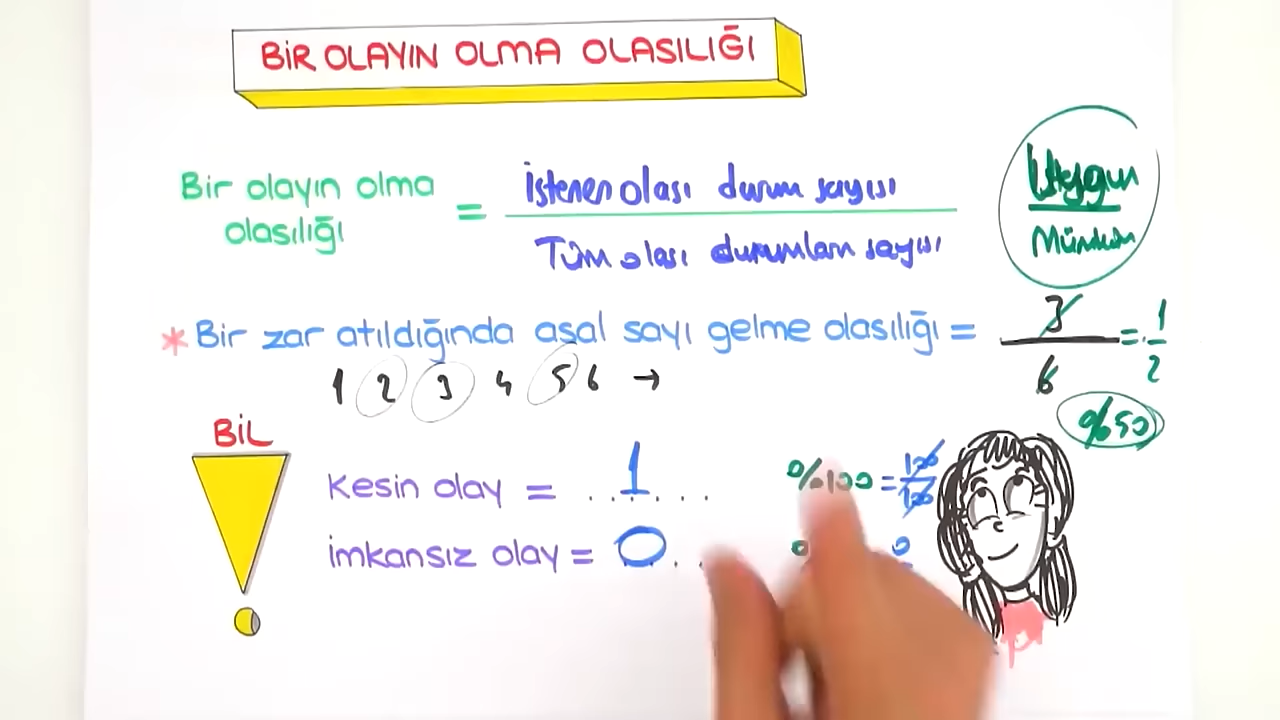 BİR OLAYIN OLMA OLASILIĞI
Bir olayın olma olasılığı = İstenen olası durum sayısı
Tüm olası durumların sayısı
Uygun
Mümkün
* Bir zar atıldığında asal sayı gelme olasılığı = 3/6 = 1/2
1 2 3 4 5 6 →
%50
BİL
Kesin olay = 1 %100 = 100/100
İmkansız olay = 0